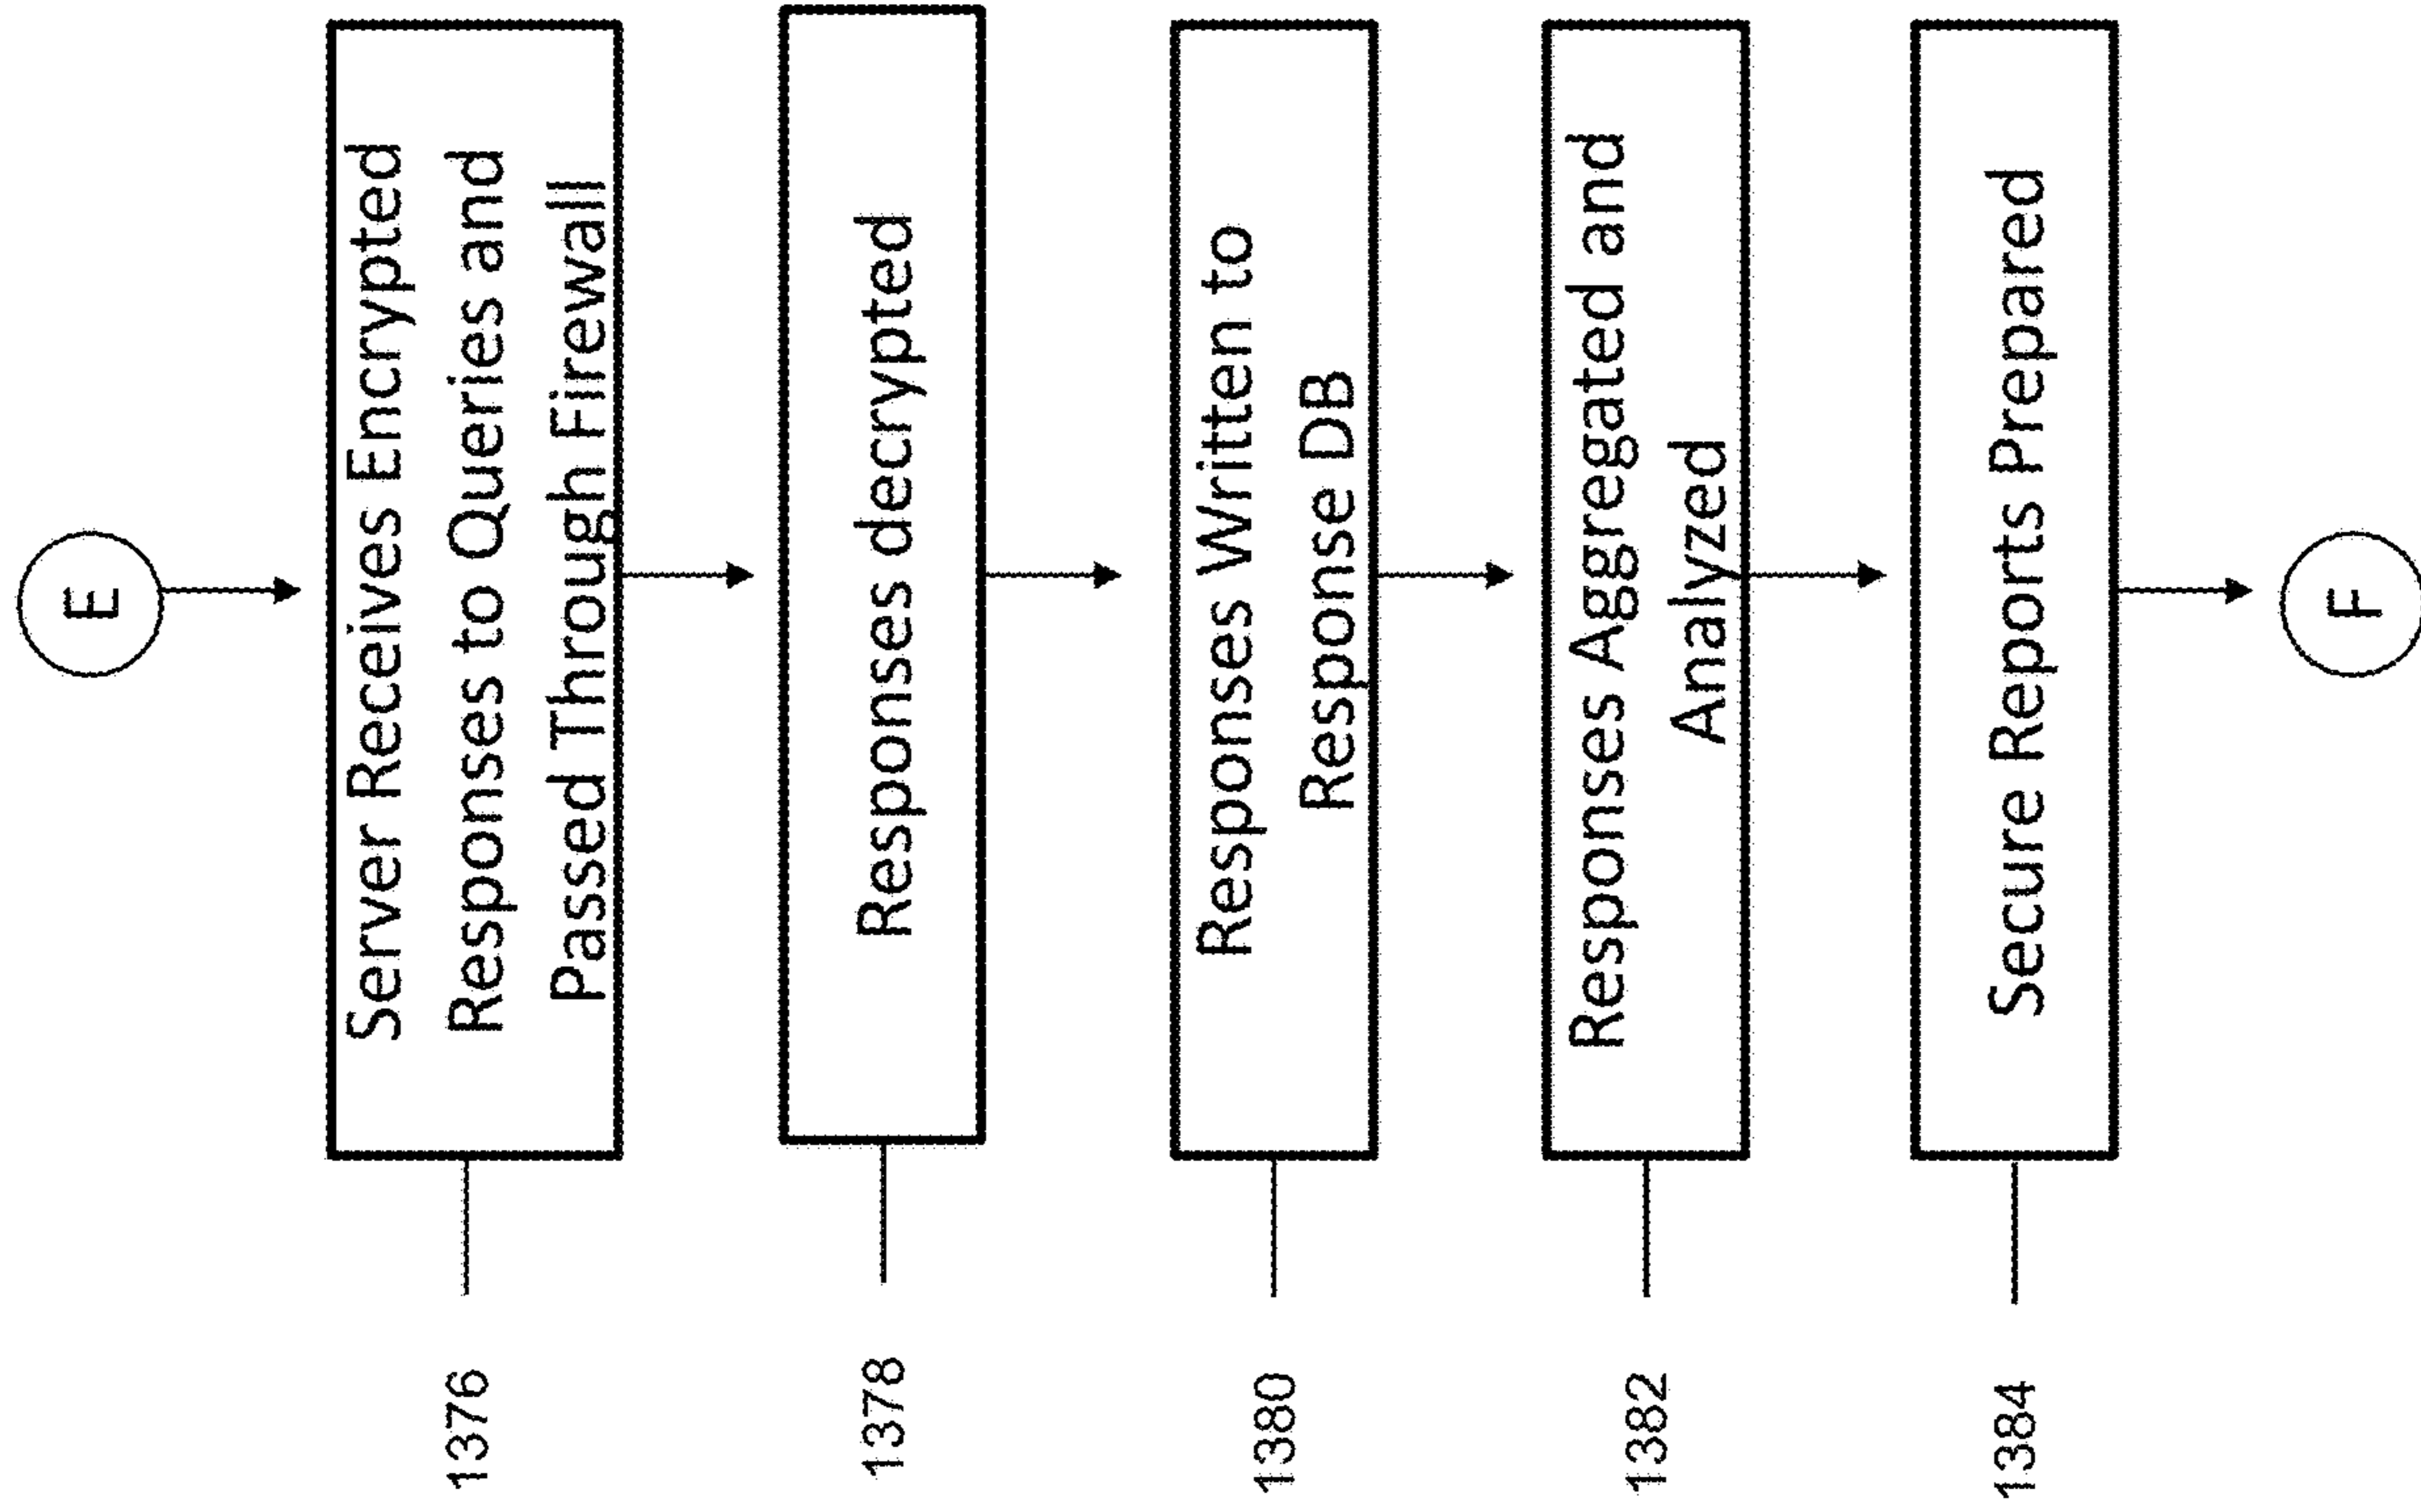 E
1376
Server Receives Encrypted
Responses to Queries and
Passed Through Firewall
1378
Responses decrypted
1380
Responses Written to
Response DB
1382
Responses Aggregated and
Analyzed
1384
Secure Reports Prepared
F